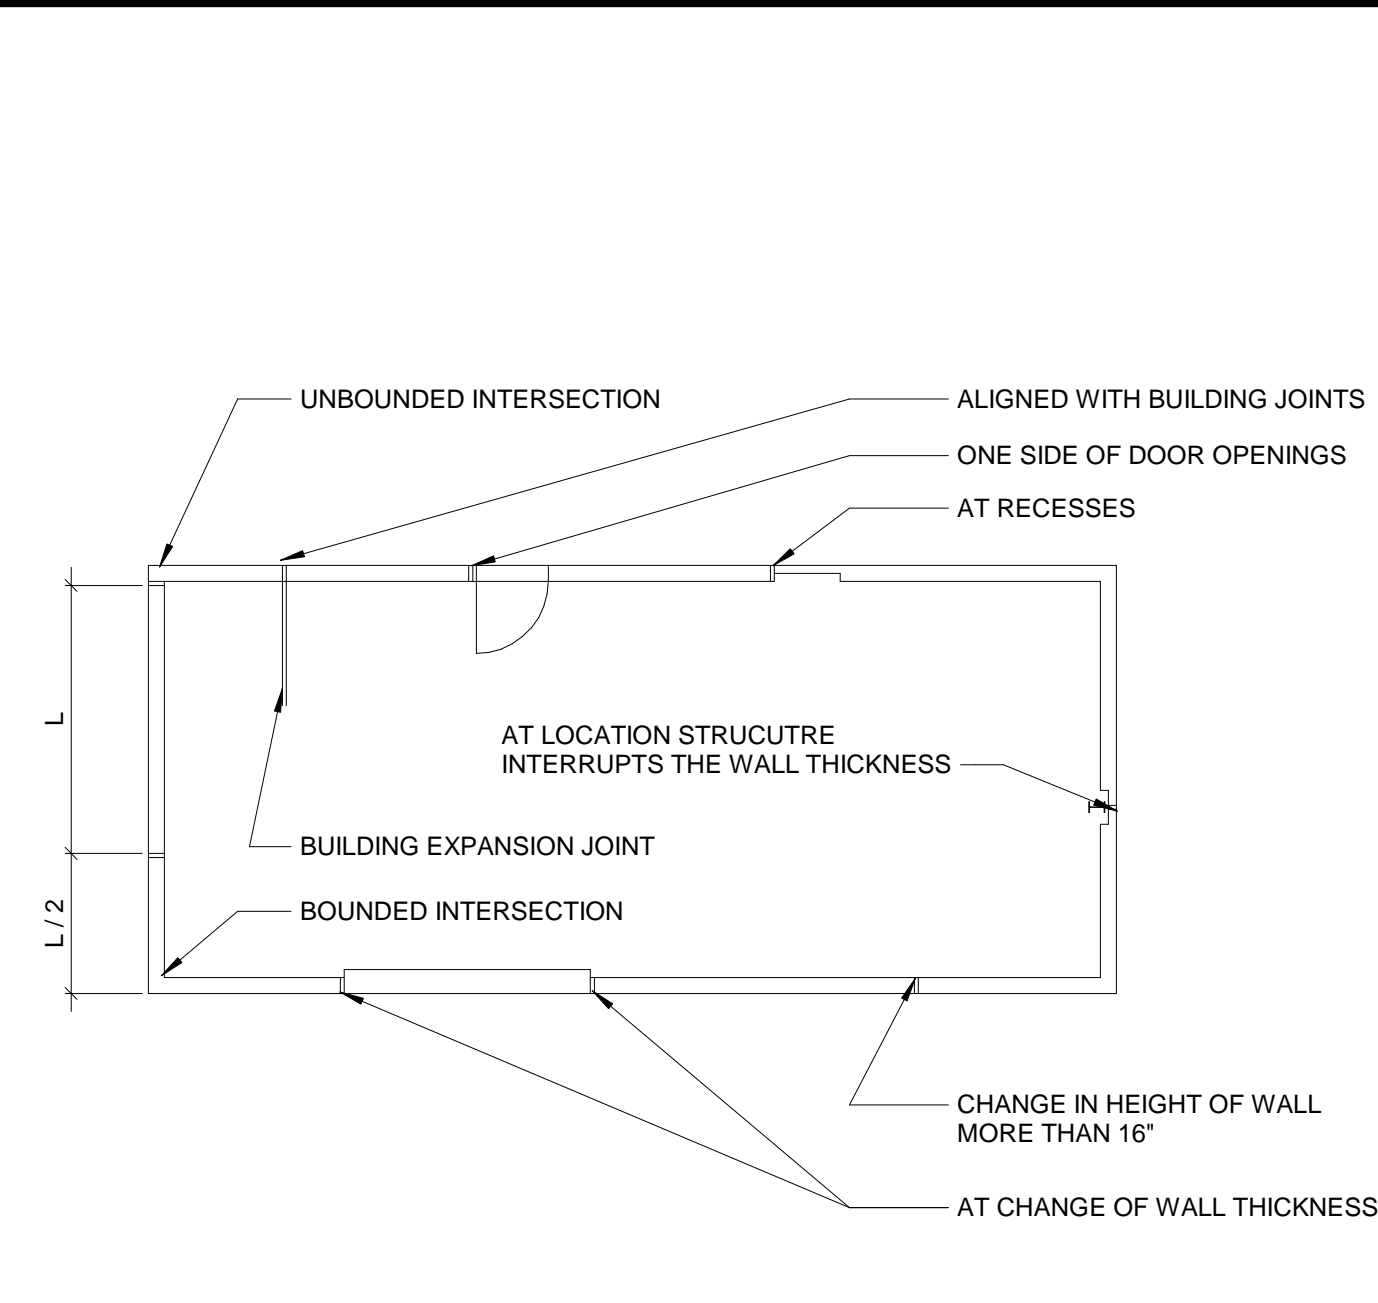 UNBOUNDED INTERSECTION
ALIGNED WITH BUILDING JOINTS
ONE SIDE OF DOOR OPENINGS
AT RECESSES
L
AT LOCATION STRUCUTRE
INTERRUPTS THE WALL THICKNESS
BUILDING EXPANSION JOINT
L / 2
BOUNDED INTERSECTION
CHANGE IN HEIGHT OF WALL
MORE THAN 16"
AT CHANGE OF WALL THICKNESS